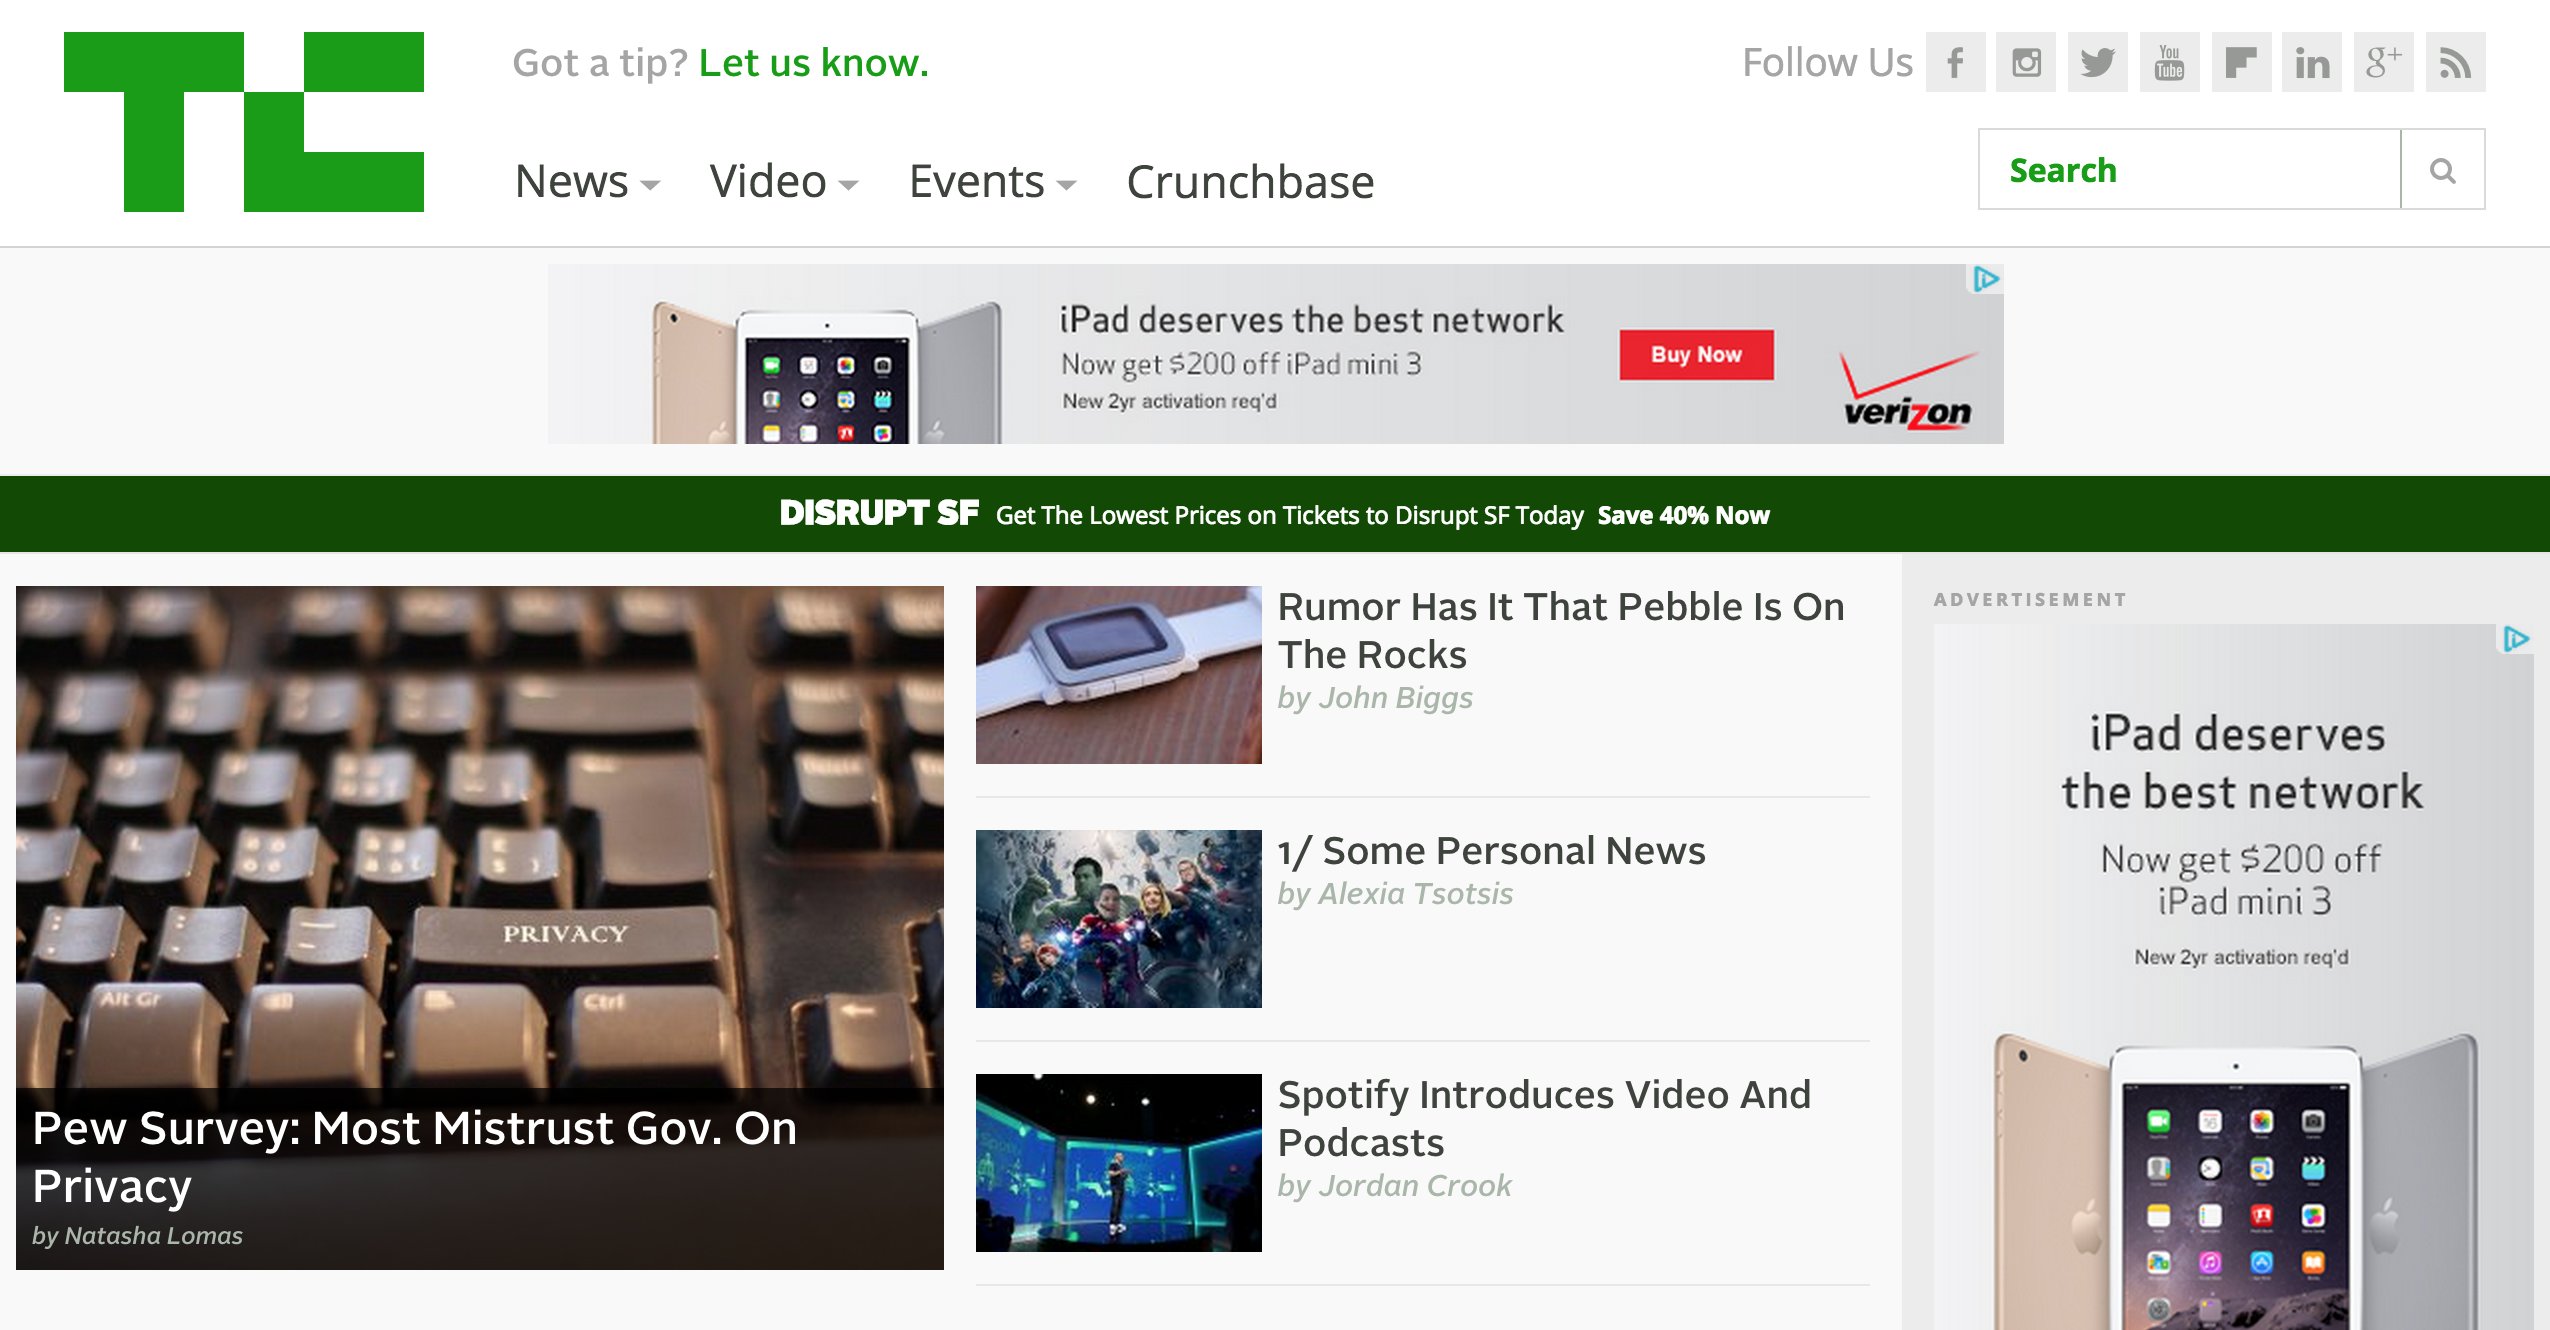 TC
Got a tip? Let us know.
Follow Us
You
Tube
in
g+
News
Video
Events
Crunchbase
Search
iPad deserves the best network
Now get $200 off iPad mini 3
New 2yr activation req'd
Buy Now
verizon
DISRUPT SF Get The Lowest Prices on Tickets to Disrupt SF Today Save 40% Now
PRIVACY
Alt Gr
Ctrl
Pew Survey: Most Mistrust Gov. On
Privacy
by Natasha Lomas
Rumor Has It That Pebble Is On
The Rocks
by John Biggs
1/ Some Personal News
by Alexia Tsotsis
Spotify Introduces Video And
Podcasts
by Jordan Crook
ADVERTISEMENT
iPad deserves
the best network
Now get $200 off
iPad mini 3
New 2yr activation req'd